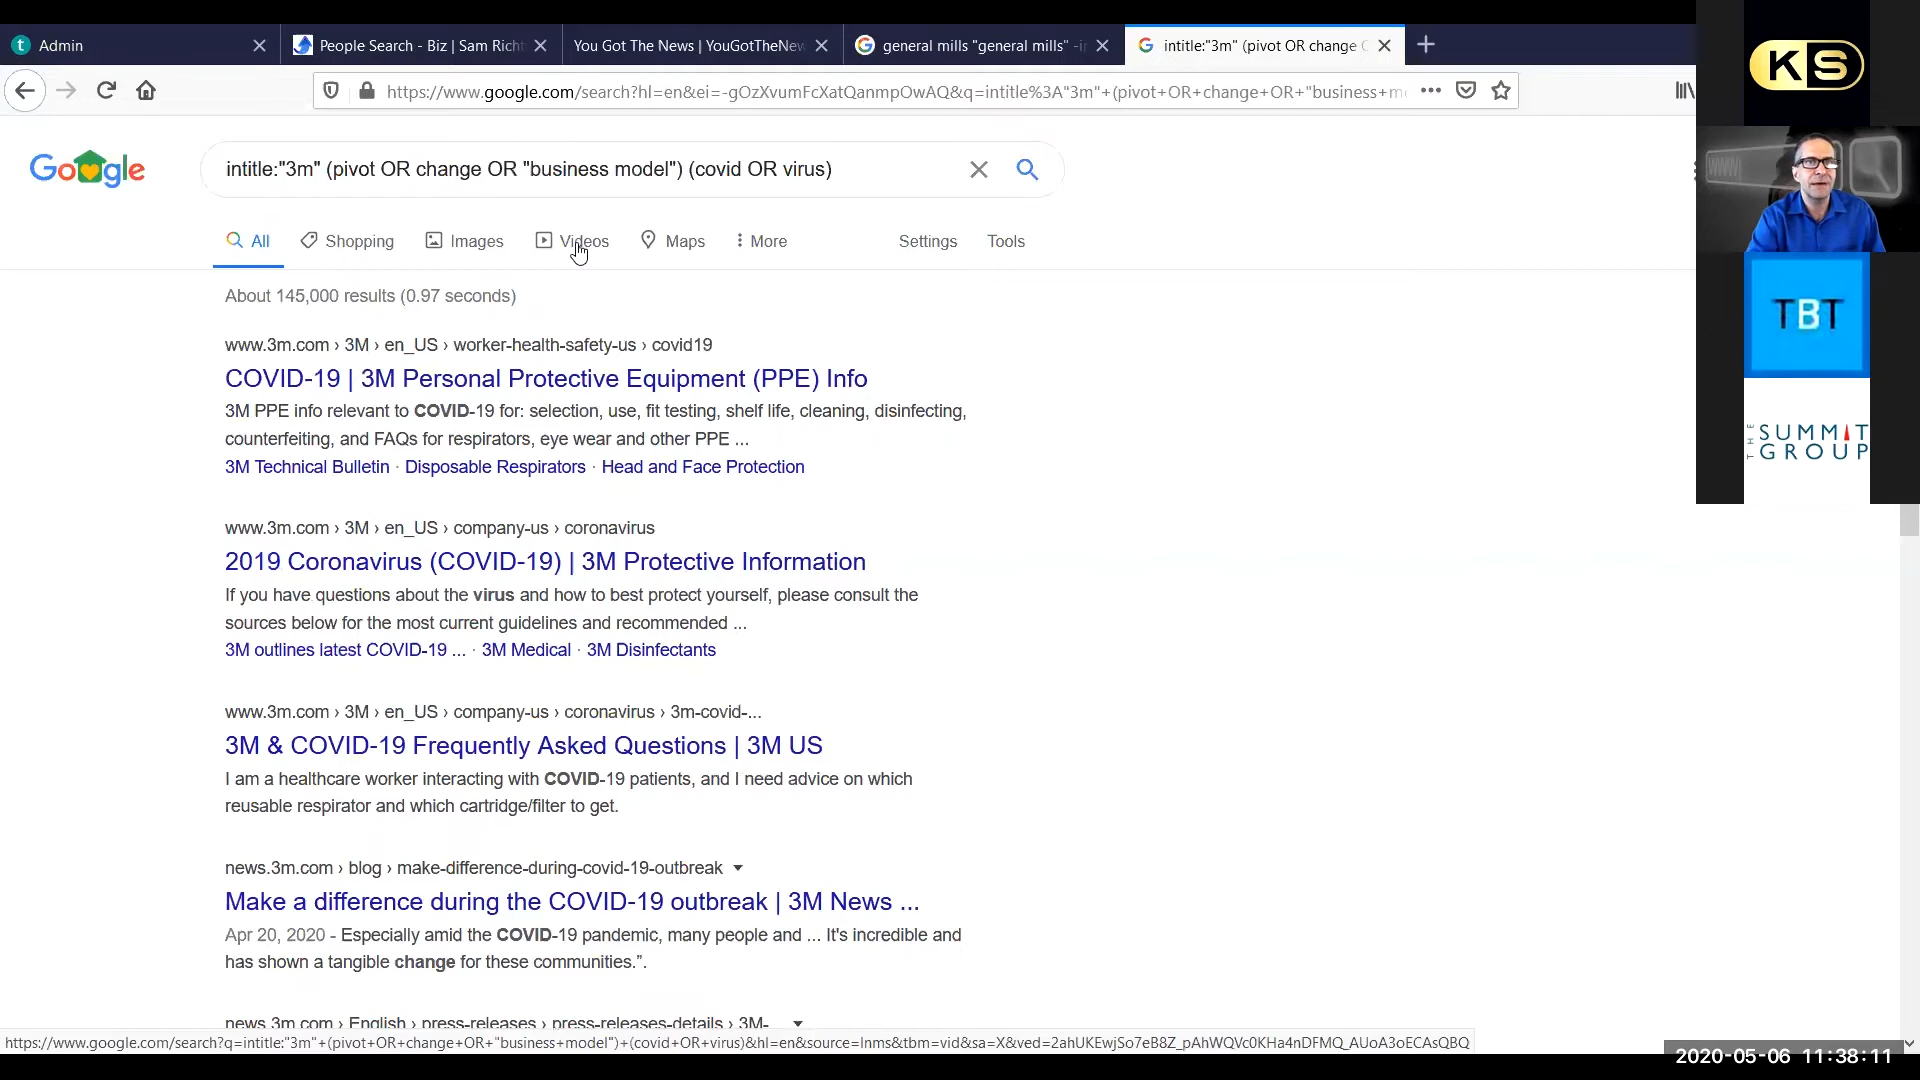 Admin
People Search - Biz | Sam Rich
You Got The News | YouGotTheNew
general mills "general mills" -i
intitle:"3m" (pivot OR change
https://www.google.com/search?hl=en&ei=-gOzXvumFcXatQanmpOwAQ&q=intitle%3A"3m"+(pivot+OR+change+OR+"business+m
KS
Google
intitle:"3m" (pivot OR change OR "business model") (covid OR virus)
WWW
All
Shopping
Images
Videos
Maps
More
Settings
Tools
About 145,000 results (0.97 seconds)
TBT
www.3m.com › 3M › en_US › worker-health-safety-us › covid19
COVID-19 | 3M Personal Protective Equipment (PPE) Info
3M PPE info relevant to COVID-19 for: selection, use, fit testing, shelf life, cleaning, disinfecting,
counterfeiting, and FAQs for respirators, eye wear and other PPE ...
3M Technical Bulletin · Disposable Respirators · Head and Face Protection
THE SUMMIT
GROUP
www.3m.com › 3M › en_US › company-us › coronavirus
2019 Coronavirus (COVID-19) | 3M Protective Information
If you have questions about the virus and how to best protect yourself, please consult the
sources below for the most current guidelines and recommended ...
3M outlines latest COVID-19 ... · 3M Medical · 3M Disinfectants
www.3m.com › 3M › en_US › company-us › coronavirus › 3m-covid-...
3M & COVID-19 Frequently Asked Questions | 3M US
I am a healthcare worker interacting with COVID-19 patients, and I need advice on which
reusable respirator and which cartridge/filter to get.
news.3m.com › blog › make-difference-during-covid-19-outbreak
Make a difference during the COVID-19 outbreak | 3M News ...
Apr 20, 2020 - Especially amid the COVID-19 pandemic, many people and ... It's incredible and
has shown a tangible change for these communities.”.
news.3m.com › English › press-releases › press-releases-details › 3M-
https://www.google.com/search?q=intitle:"3m"+(pivot+OR+change+OR+"business+model")+(covid+OR+virus)&hl=en&source=lnms&tbm=vid&sa=X&ved=2ahUKEwjSo7eB8Z_pAhWQVc0KHa4nDFMQ_AUoA3oECAsQBQ
2020-05-06 11:38:11